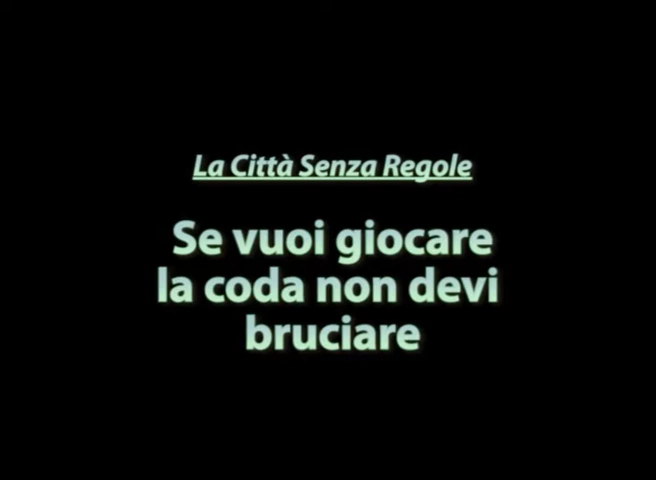 La Città Senza Regole
Se vuoi giocare
la coda non devi
bruciare